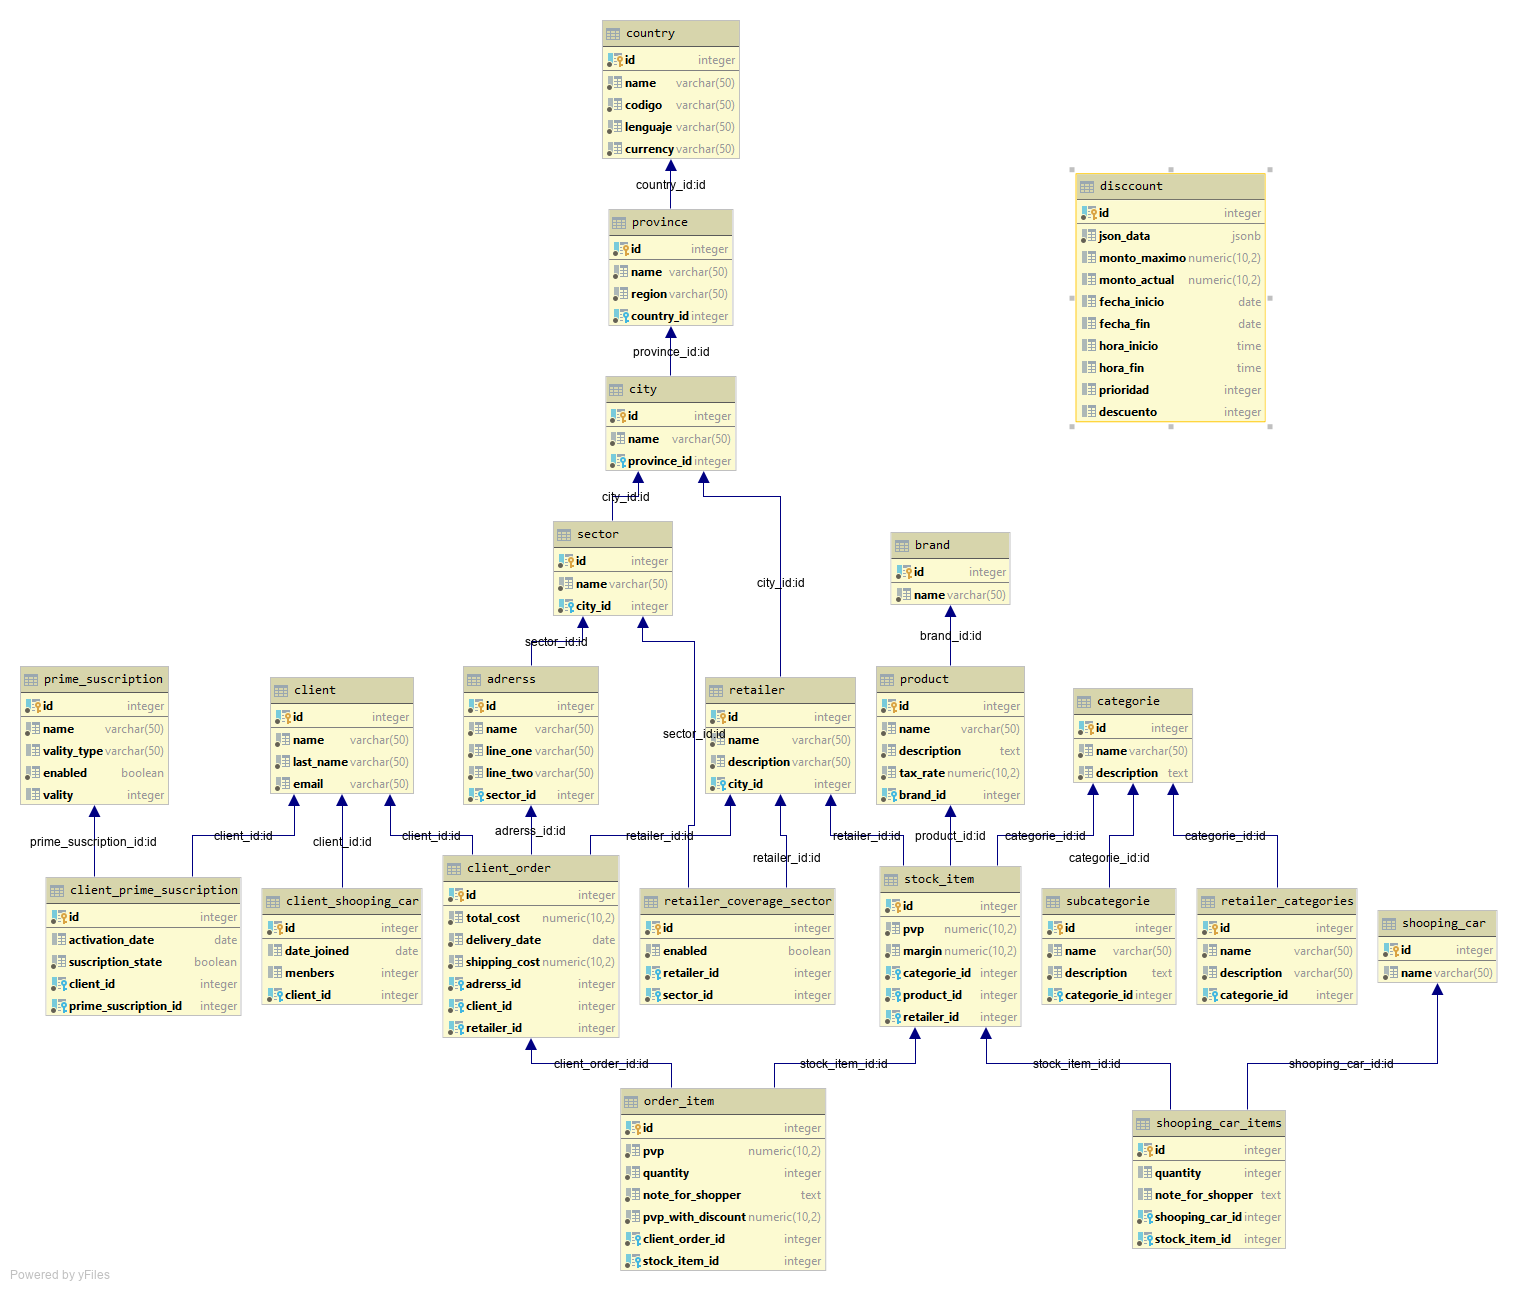 country
id integer
name varchar(50)
codigo varchar(50)
lenguaje varchar(50)
currency varchar(50)
country_id:id
province
id integer
name varchar(50)
region varchar(50)
country_id integer
province_id:id
city
id integer
name varchar(50)
province_id integer
disccount
id integer
json_data jsonb
monto_maximo numeric(10,2)
monto_actual numeric(10,2)
fecha_inicio date
fecha_fin date
hora_inicio time
hora_fin time
prioridad integer
descuento integer
city_id:id
sector
id integer
name varchar(50)
city_id integer
city_id:id
brand
id integer
name varchar(50)
sector_id:id
brand_id:id
prime_suscription
id integer
name varchar(50)
vality_type varchar(50)
enabled boolean
vality integer
client
id integer
name varchar(50)
last_name varchar(50)
email varchar(50)
adrerss
id integer
name varchar(50)
line_one varchar(50)
line_two varchar(50)
sector_id integer
sector_id:id
retailer
id integer
name varchar(50)
description varchar(50)
city_id integer
product
id integer
name varchar(50)
description text
tax_rate numeric(10,2)
brand_id integer
categorie
id integer
name varchar(50)
description text
prime_suscription_id:id
client_id:id
client_id:id
client_id:id
adrerss_id:id
retailer_id:id
retailer_id:id
retailer_id:id
product_id:id
categorie_id:id
categorie_id:id
categorie_id:id
client_prime_suscription
id integer
activation_date date
suscription_state boolean
client_id integer
prime_suscription_id integer
client_shooping_car
id integer
date_joined date
menbers integer
client_id integer
client_order
id integer
total_cost numeric(10,2)
delivery_date date
shipping_cost numeric(10,2)
adrerss_id integer
client_id integer
retailer_id integer
retailer_coverage_sector
id integer
enabled boolean
retailer_id integer
sector_id integer
stock_item
id integer
pvp numeric(10,2)
margin numeric(10,2)
categorie_id integer
product_id integer
retailer_id integer
subcategorie
id integer
name varchar(50)
description text
categorie_id integer
retailer_categories
id integer
name varchar(50)
description varchar(50)
categorie_id integer
shooping_car
id integer
name varchar(50)
client_order_id:id
stock_item_id:id
stock_item_id:id
shooping_car_id:id
order_item
id integer
pvp numeric(10,2)
quantity integer
note_for_shopper text
pvp_with_discount numeric(10,2)
client_order_id integer
stock_item_id integer
shooping_car_items
id integer
quantity integer
note_for_shopper text
shooping_car_id integer
stock_item_id integer
Powered by yFiles